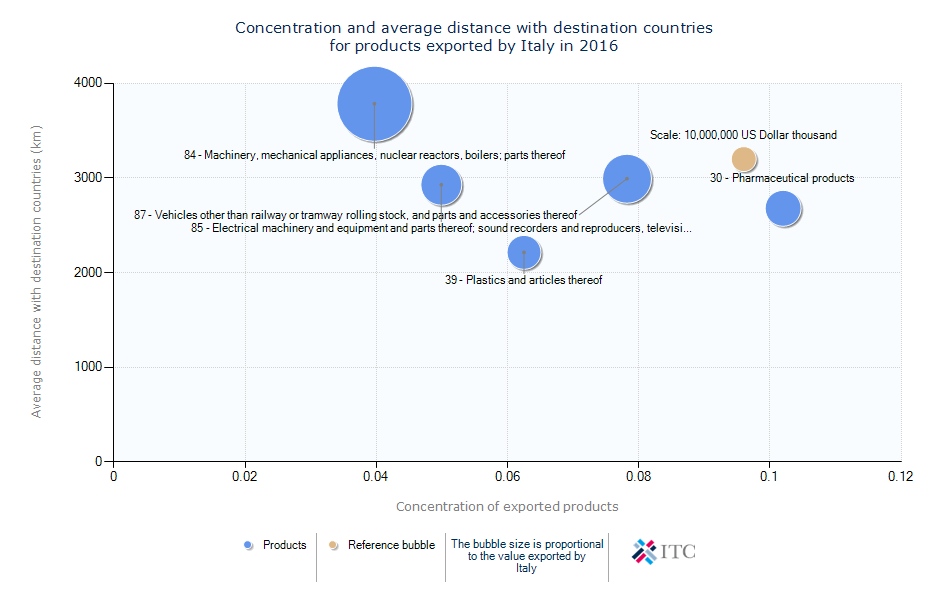 Concentration and average distance with destination countries
for products exported by Italy in 2016
Average distance with destination countries (km)
4000
3000
2000
1000
0
Scale: 10,000,000 US Dollar thousand
84 - Machinery, mechanical appliances, nuclear reactors, boilers; parts thereof
30 - Pharmaceutical products
87 - Vehicles other than railway or tramway rolling stock, and parts and accessories thereof
85 - Electrical machinery and equipment and parts thereof; sound recorders and reproducers, televisi...
39 - Plastics and articles thereof
0 0.02 0.04 0.06 0.08 0.1 0.12
Concentration of exported products
Products
Reference bubble
The bubble size is proportional
to the value exported by
Italy
ITC